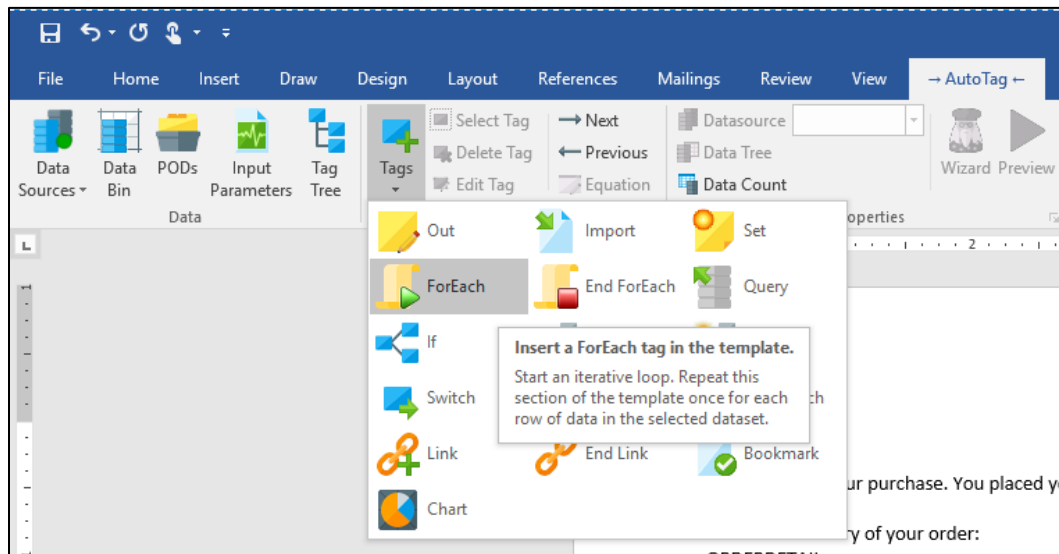 File Home Insert Draw Design Layout References Mailings Review View → AutoTag ←
Data Sources
Data Bin
PODs
Input Parameters
Tag Tree
Data
Tags
Select Tag
Delete Tag
Edit Tag
→ Next
← Previous
Equation
Datasource
Data Tree
Data Count
Wizard Preview
operties
L
2
1
Out Import Set
ForEach End ForEach Query
If
Insert a ForEach tag in the template.
Start an iterative loop. Repeat this
section of the template once for each
row of data in the selected dataset.
Switch
Link End Link Bookmark
Chart
ur purchase. You placed y
ry of your order: